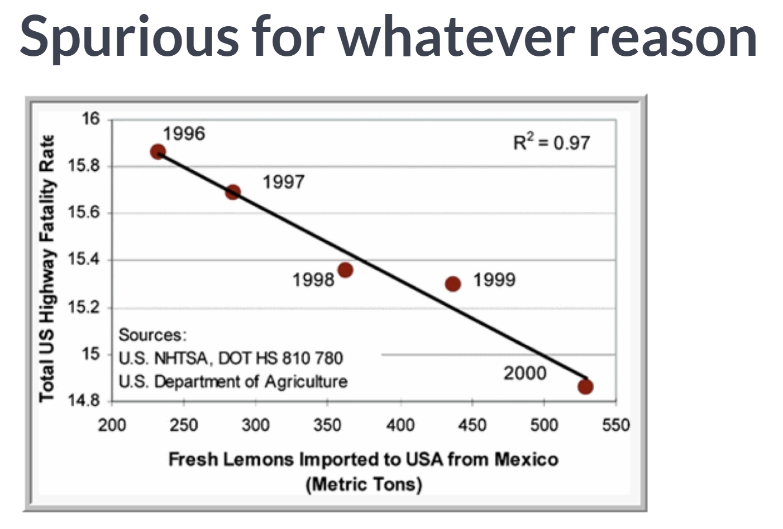 Spurious for whatever reason
Total US Highway Fatality Rate
16
15.8
15.6
15.4
15.2
15
14.8
1996
1997
1998
1999
2000
R² = 0.97
Sources:
U.S. NHTSA, DOT HS 810 780
U.S. Department of Agriculture
200 250 300 350 400 450 500 550
Fresh Lemons Imported to USA from Mexico
(Metric Tons)